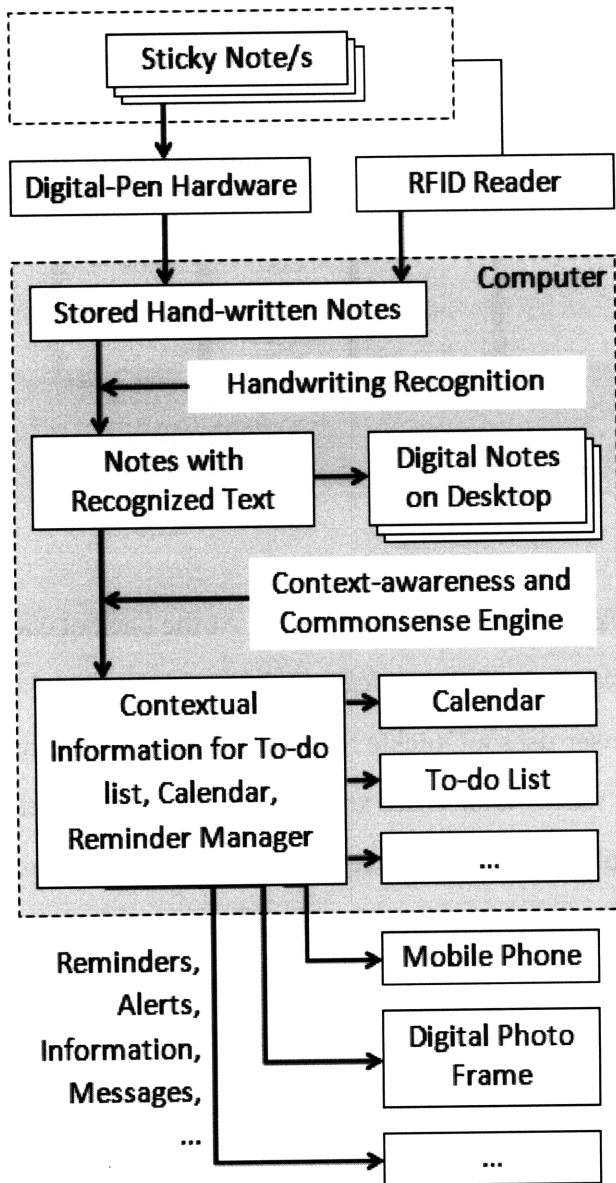 Sticky Note/s
Digital-Pen Hardware
RFID Reader
Computer
Stored Hand-written Notes
Handwriting Recognition
Notes with
Recognized Text
Digital Notes
on Desktop
Context-awareness and
Commonsense Engine
Contextual
Information for To-do
list, Calendar,
Reminder Manager
Calendar
To-do List
...
Reminders,
Alerts,
Information,
Messages,
...
Mobile Phone
Digital Photo
Frame
...